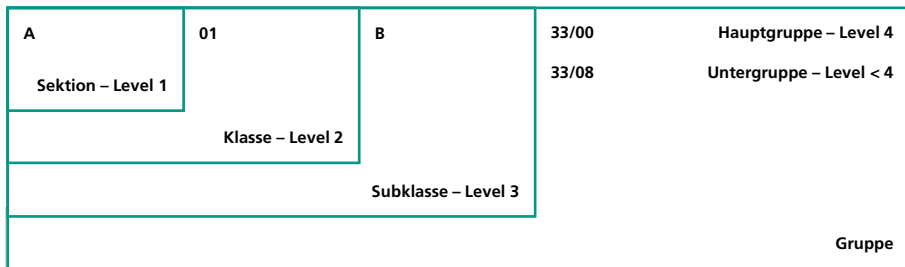 A 01 B 33/00 Hauptgruppe – Level 4
33/08 Untergruppe – Level < 4
Sektion – Level 1
Klasse – Level 2
Subklasse – Level 3
Gruppe